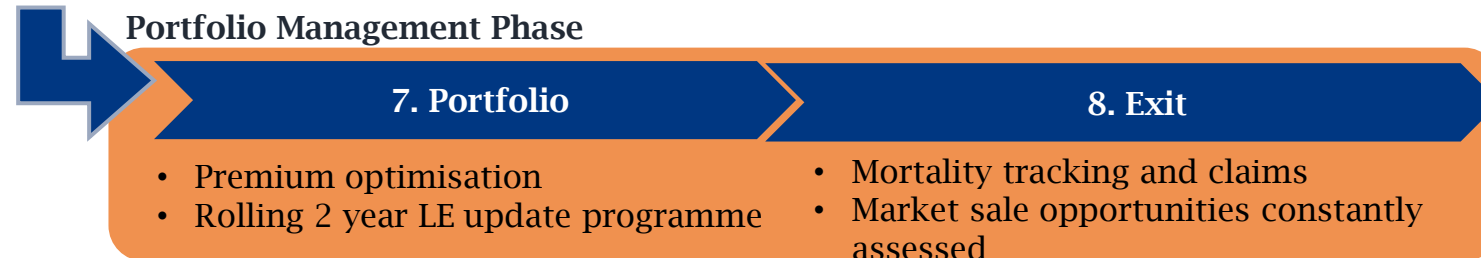 Portfolio Management Phase
7. Portfolio
8. Exit
• Premium optimisation
• Rolling 2 year LE update programme
• Mortality tracking and claims
• Market sale opportunities constantly
assessed